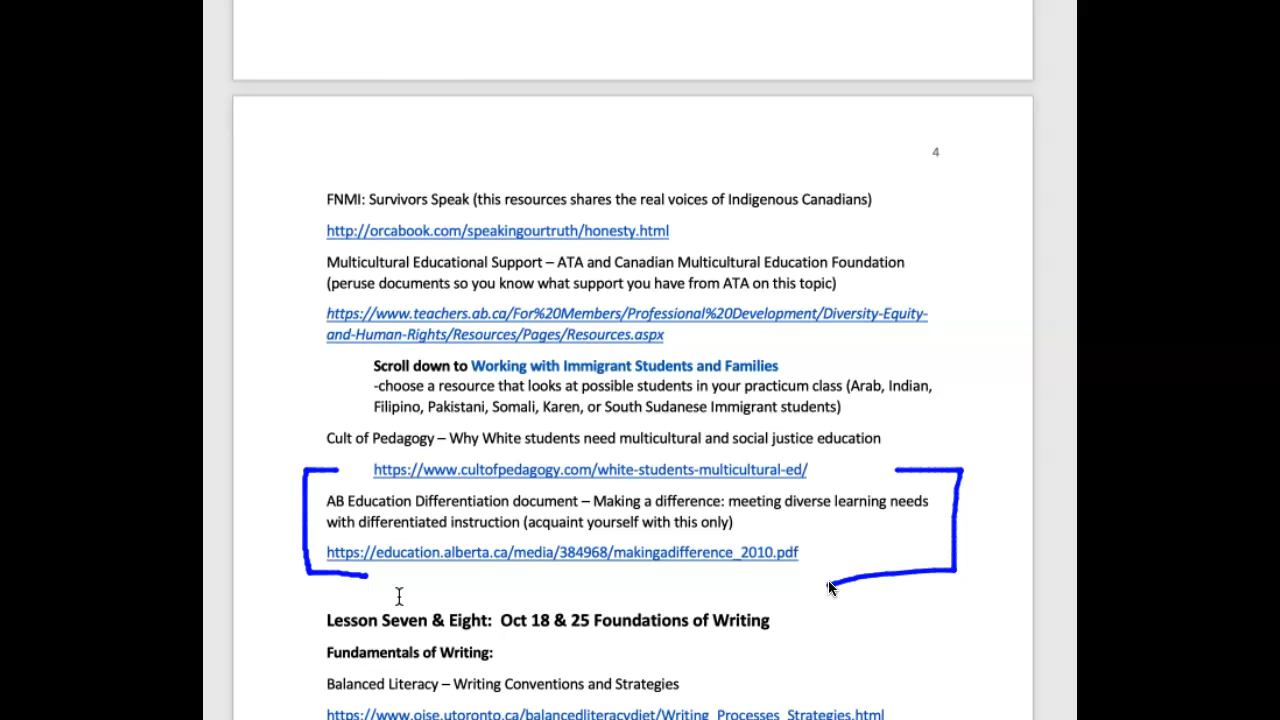 4
FNMI: Survivors Speak (this resources shares the real voices of Indigenous Canadians)
http://orcabook.com/speakingourtruth/honesty.html
Multicultural Educational Support – ATA and Canadian Multicultural Education Foundation
(peruse documents so you know what support you have from ATA on this topic)
https://www.teachers.ab.ca/For%20Members/Professional%20Development/Diversity-Equity-
and-Human-Rights/Resources/Pages/Resources.aspx
Scroll down to Working with Immigrant Students and Families
-choose a resource that looks at possible students in your practicum class (Arab, Indian,
Filipino, Pakistani, Somali, Karen, or South Sudanese Immigrant students)
Cult of Pedagogy – Why White students need multicultural and social justice education
https://www.cultofpedagogy.com/white-students-multicultural-ed/
AB Education Differentiation document – Making a difference: meeting diverse learning needs
with differentiated instruction (acquaint yourself with this only)
https://education.alberta.ca/media/384968/makingadifference_2010.pdf
Lesson Seven & Eight:  Oct 18 & 25 Foundations of Writing
Fundamentals of Writing:
Balanced Literacy – Writing Conventions and Strategies
https://www.oise.utoronto.ca/balancedliteracydiet/Writing_Processes_Strategies.html